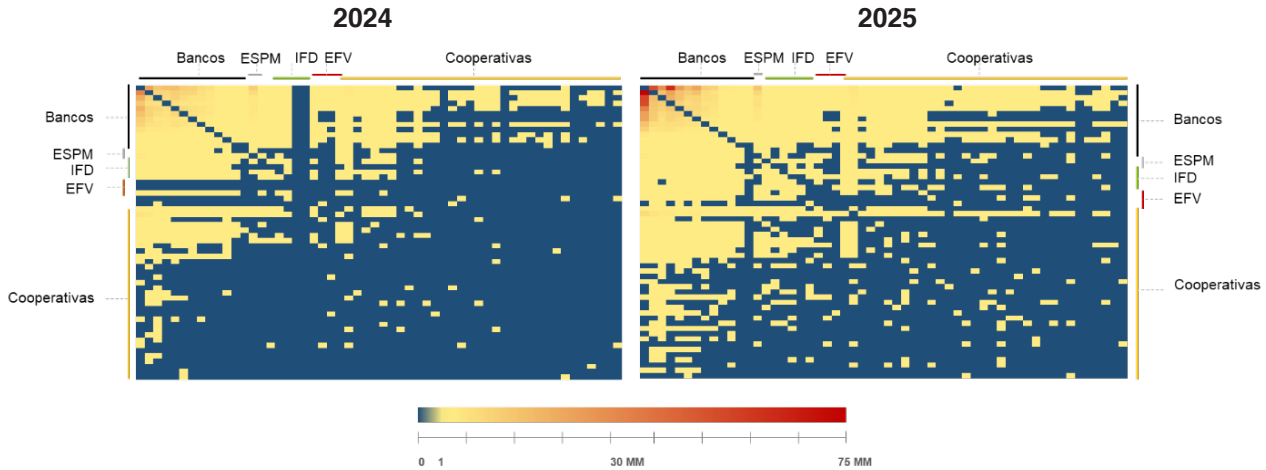 2024
2025
Bancos ESPM IFD EFV Cooperativas
Bancos ESPM IFD EFV Cooperativas
Bancos
ESPM
IFD
EFV
Cooperativas
Bancos
ESPM
IFD
EFV
Cooperativas
0 1 30 MM 75 MM